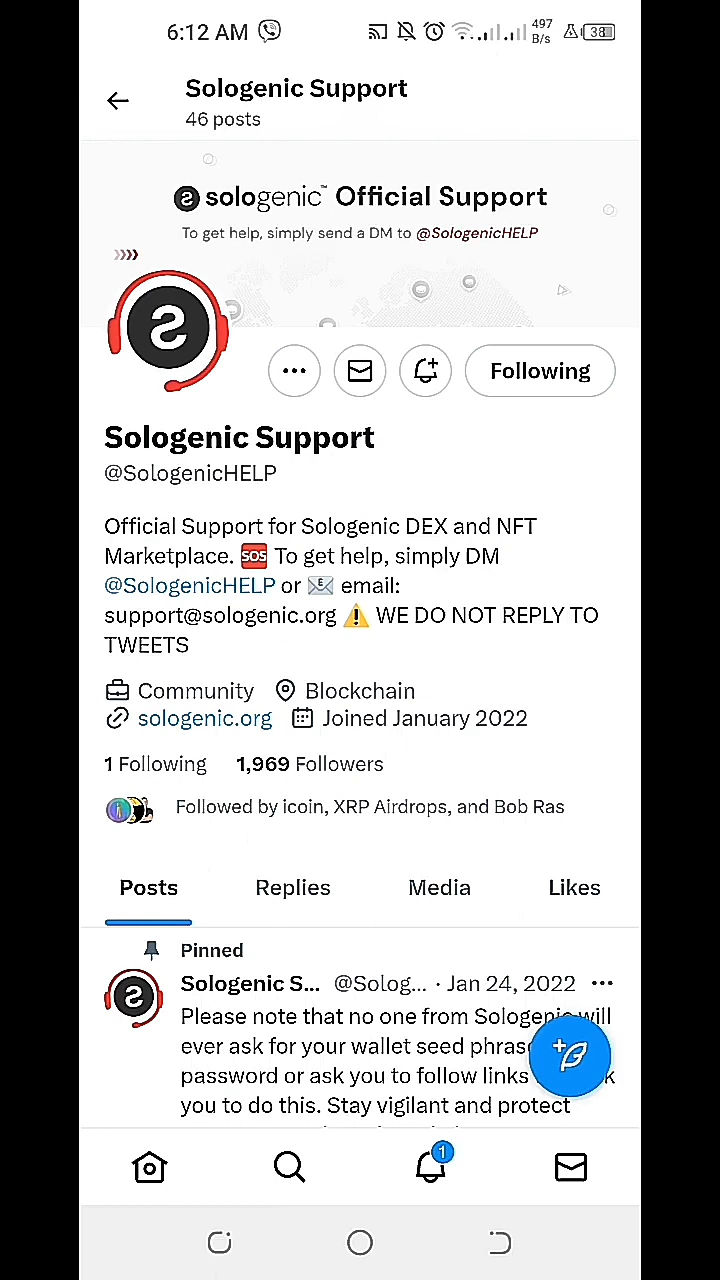 6:12 AM
497
B/s
38
Sologenic Support
46 posts
sologenic™ Official Support
To get help, simply send a DM to @SologenicHELP
Following
Sologenic Support
@SologenicHELP
Official Support for Sologenic DEX and NFT
Marketplace. 🆘 To get help, simply DM
@SologenicHELP or 📧 email:
support@sologenic.org ⚠️ WE DO NOT REPLY TO
TWEETS
Community Blockchain
sologenic.org Joined January 2022
1 Following 1,969 Followers
Followed by icoin, XRP Airdrops, and Bob Ras
Posts Replies Media Likes
Pinned
Sologenic S... @Solog... · Jan 24, 2022
Please note that no one from Sologenic will
ever ask for your wallet seed phrase
password or ask you to follow links
you to do this. Stay vigilant and protect
1